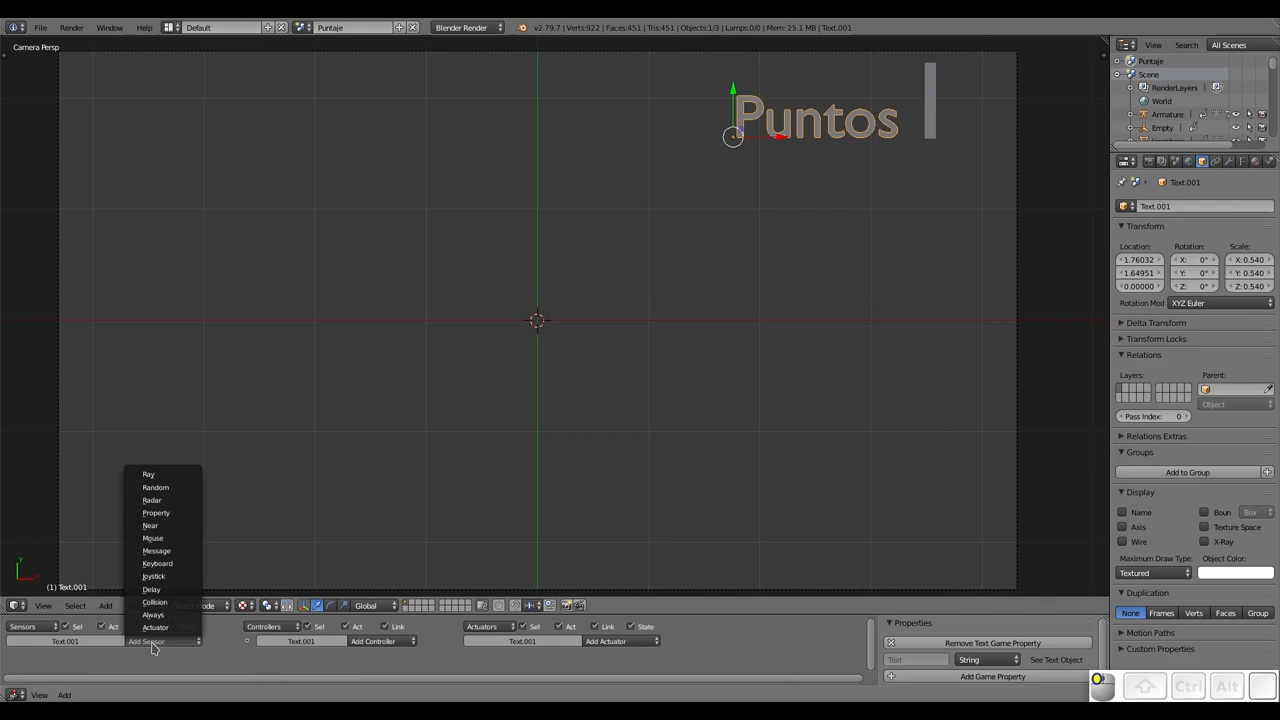 File Render Window Help Default Puntaje Blender Render v2.79.7 | Verts:922 | Faces:451 | Tris:451 | Objects:1/3 | Lamps:0/0 | Mem: 25.1 MB | Text.001
Camera Persp
View Search All Scenes
Puntaje
Scene
RenderLayers
World
Armature
Empty
Puntos
Text.001
Text.001
Transform
Location: Rotation: Scale:
1.76032 X: 0° X:0.540
1.64951 Y: 0° Y:0.540
0.00000 Z: 0° Z:0.540
Rotation Mod XYZ Euler
Delta Transform
Transform Locks
Relations
Layers: Parent:
Object
Pass Index: 0
Relations Extras
Groups
Add to Group
Display
Name Boun Box
Axis Texture Space
Wire X-Ray
Maximum Draw Type: Object Color:
Textured
Duplication
None Frames Verts Faces Group
Motion Paths
Custom Properties
Ray
Random
Radar
Property
Near
Mouse
Message
Keyboard
Joystick
Delay
Collision
Always
Actuator
y
(1) Text.001
View Select Add Object Mode Global
Sensors Sel Act Controllers Sel Act Link Actuators Sel Act Link State
Text.001 Add Sensor Text.001 Add Controller Text.001 Add Actuator
Properties
Remove Text Game Property
Text String See Text Object
Add Game Property
View Add
Ctrl Alt